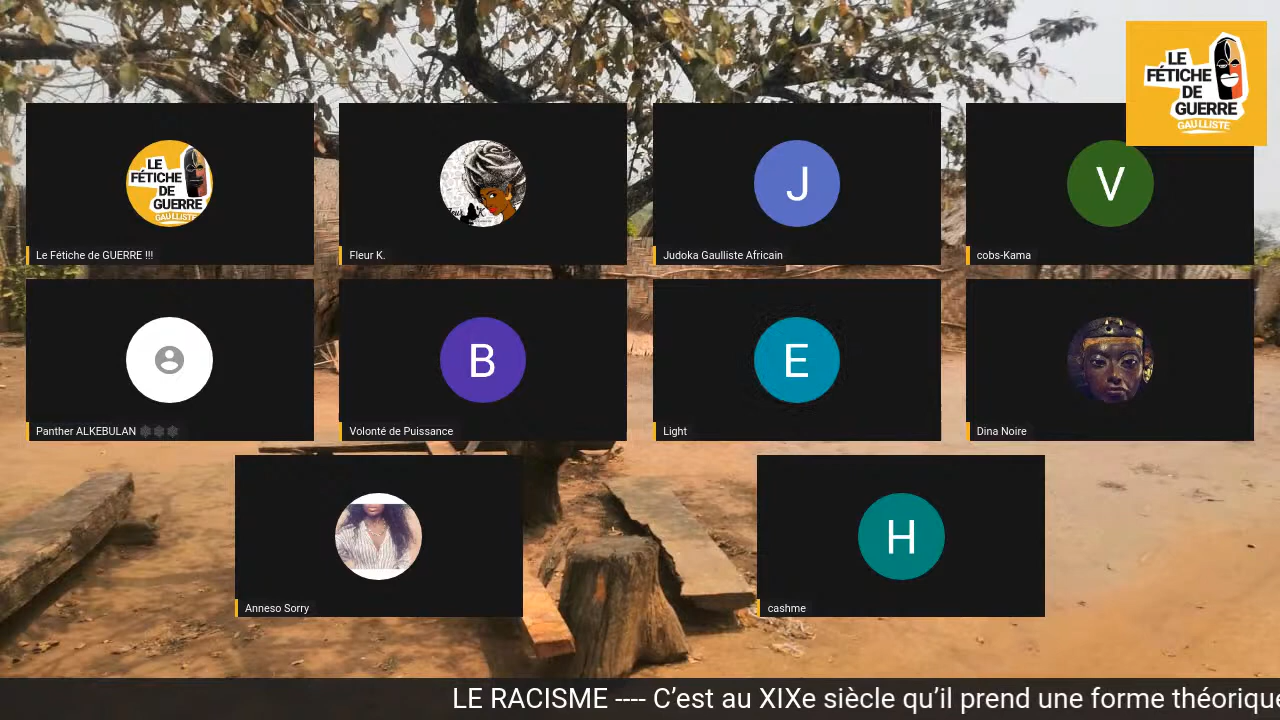 LE
FÉTICHE
DE
GUERRE
GAULLISTE
LE
FÉTICHE
DE
GUERRE
GAULLISTE
J
V
Le Fétiche de GUERRE !!!
Fleur K.
Judoka Gaulliste Africain
cobs-Kama
B
E
Panther ALKEBULAN
Volonté de Puissance
Light
Dina Noire
H
Anneso Sorry
cashme
LE RACISME ---- C’est au XIXe siècle qu’il prend une forme théorique